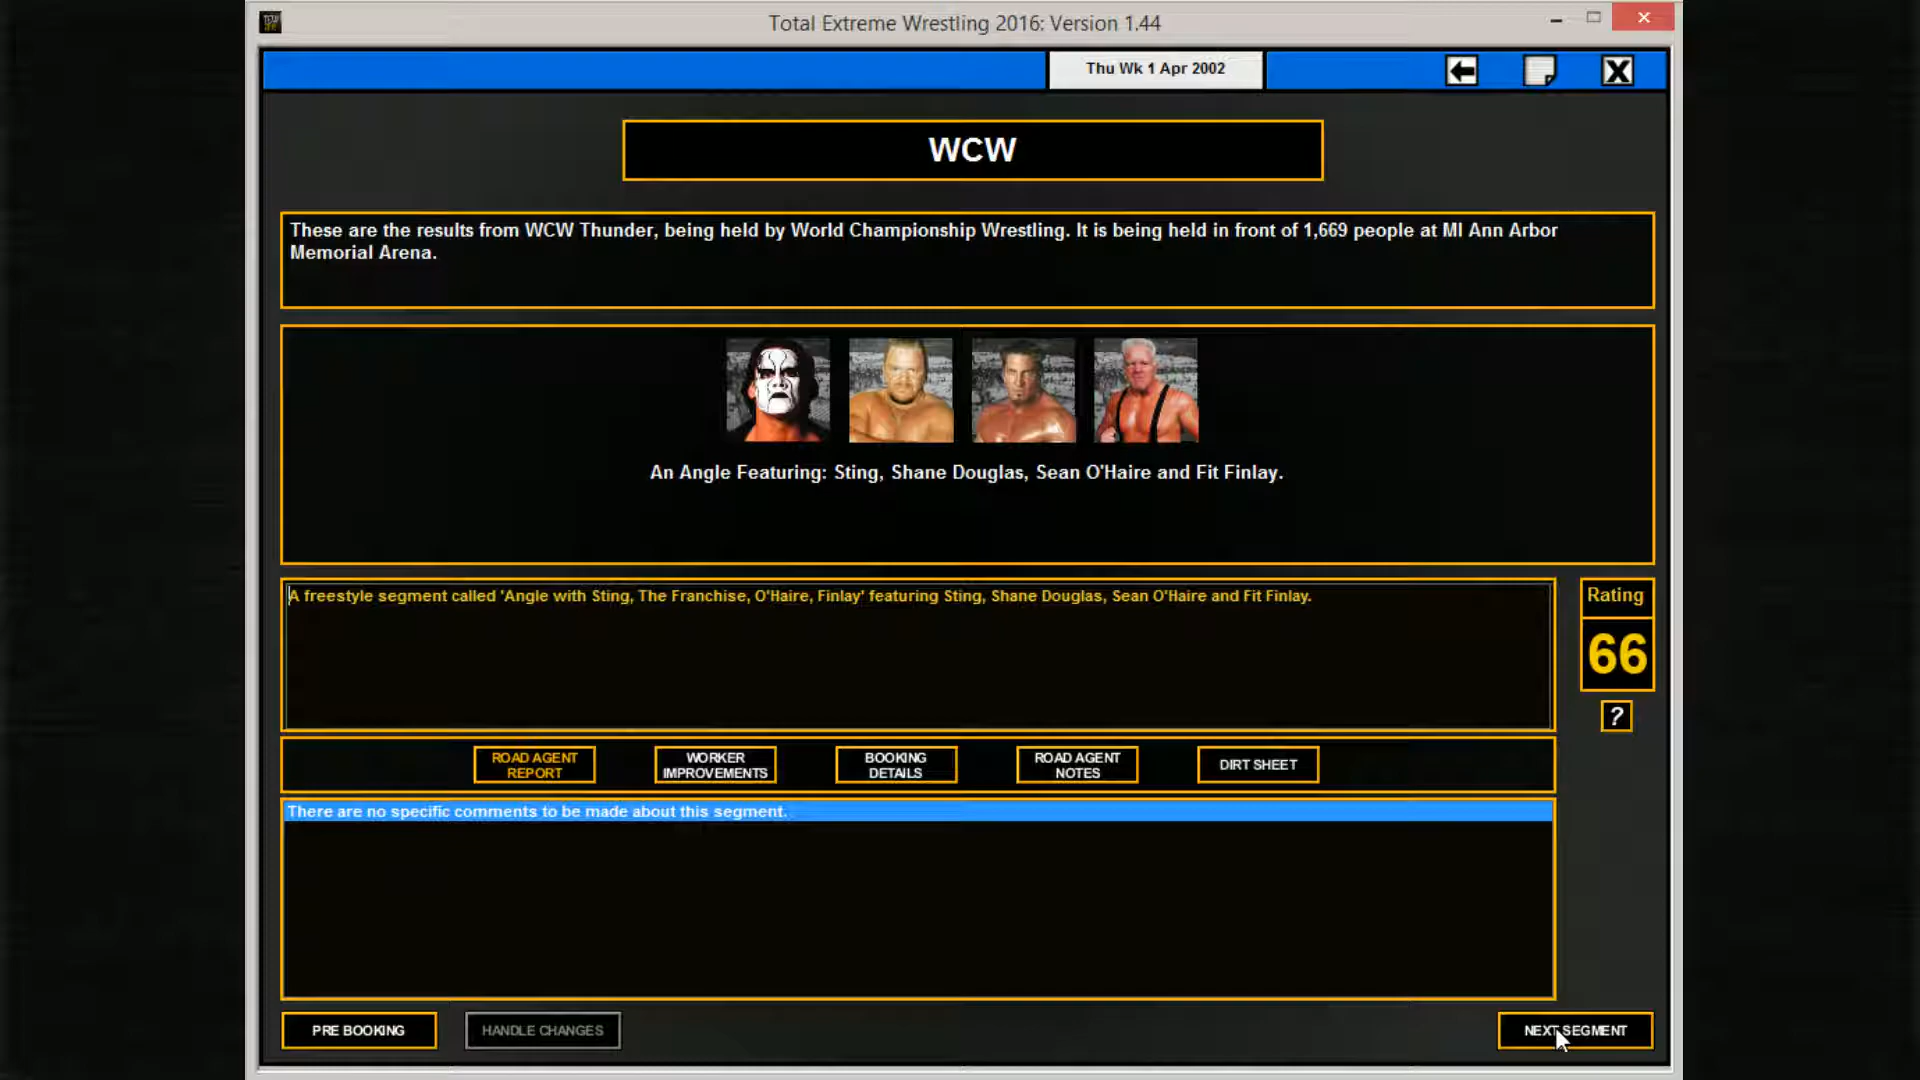 Total Extreme Wrestling 2016: Version 1.44
Thu Wk 1 Apr 2002
WCW
These are the results from WCW Thunder, being held by World Championship Wrestling. It is being held in front of 1,669 people at MI Ann Arbor
Memorial Arena.
An Angle Featuring: Sting, Shane Douglas, Sean O'Haire and Fit Finlay.
A freestyle segment called 'Angle with Sting, The Franchise, O'Haire, Finlay' featuring Sting, Shane Douglas, Sean O'Haire and Fit Finlay.
Rating
66
?
ROAD AGENT
REPORT
WORKER
IMPROVEMENTS
BOOKING
DETAILS
ROAD AGENT
NOTES
DIRT SHEET
There are no specific comments to be made about this segment.
PRE BOOKING
HANDLE CHANGES
NEXT SEGMENT